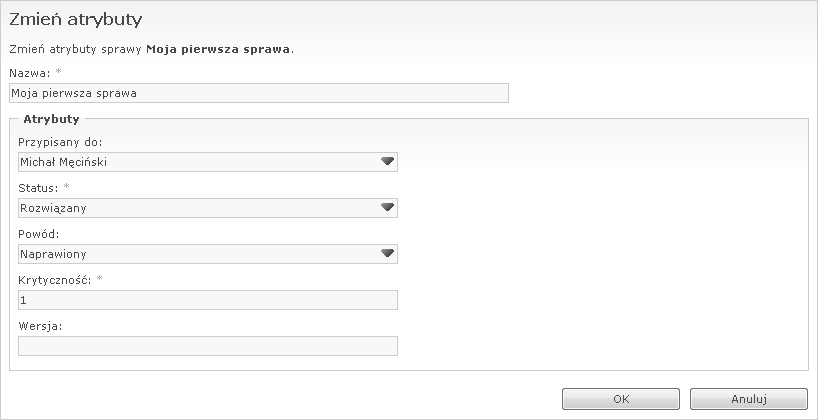 Zmień atrybuty
Zmień atrybuty sprawy Moja pierwsza sprawa.
Nazwa: *
Moja pierwsza sprawa
Atrybuty
Przypisany do:
Michał Męciński
Status: *
Rozwiązany
Powód:
Naprawiony
Krytyczność: *
1
Wersja:
OK Anuluj